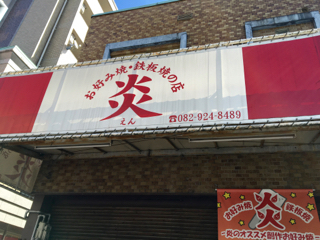 お好み焼・鉄板焼の店
炎
えん
☎082-924-8489
お好み焼 鉄板焼
炎
〜炎のオススメ創作お好み焼〜